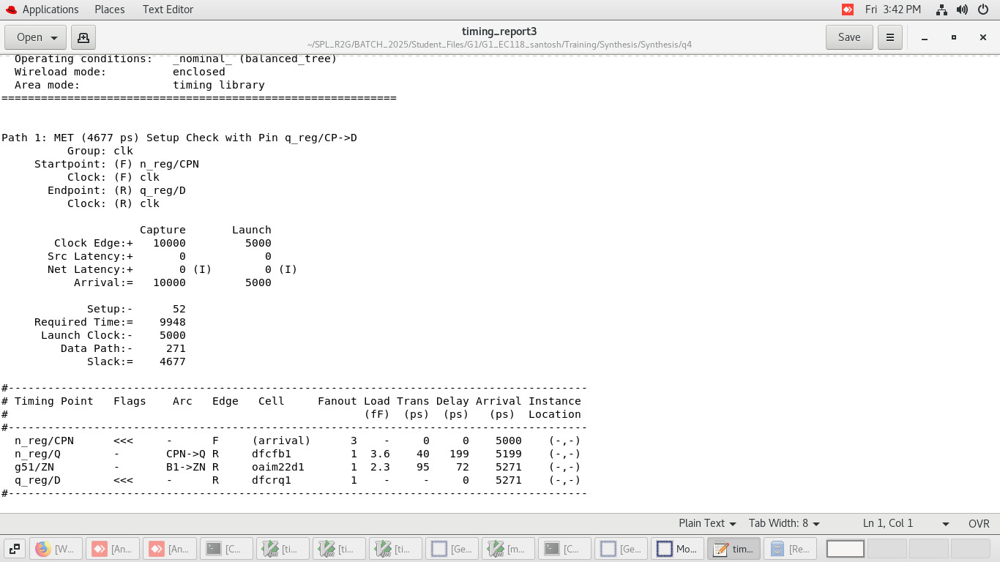 Applications Places Text Editor Fri 3:42 PM
Open timing_report3 Save
~/SPL_R2G/BATCH_2025/Student_Files/G1/G1_EC118_santosh/Training/Synthesis/Synthesis/q4
Operating conditions: _nominal_ (balanced_tree)
Wireload mode: enclosed
Area mode: timing library
============================================================
Path 1: MET (4677 ps) Setup Check with Pin q_reg/CP->D
Group: clk
Startpoint: (F) n_reg/CPN
Clock: (F) clk
Endpoint: (R) q_reg/D
Clock: (R) clk
Capture Launch
Clock Edge:+ 10000 5000
Src Latency:+ 0 0
Net Latency:+ 0 (I) 0 (I)
Arrival:= 10000 5000
Setup:- 52
Required Time:= 9948
Launch Clock:- 5000
Data Path:- 271
Slack:= 4677
#----------------------------------------------------------------------------------------
# Timing Point Flags Arc Edge Cell Fanout Load Trans Delay Arrival Instance
# (fF) (ps) (ps) (ps) Location
#----------------------------------------------------------------------------------------
n_reg/CPN <<< - F (arrival) 3 - 0 0 5000 (-,-)
n_reg/Q - CPN->Q R dfcfb1 1 3.6 40 199 5199 (-,-)
g51/ZN - B1->ZN R oaim22d1 1 2.3 95 72 5271 (-,-)
q_reg/D <<< - R dfcrq1 1 - - 0 5271 (-,-)
#----------------------------------------------------------------------------------------
Plain Text Tab Width: 8 Ln 1, Col 1 OVR
[W... [An... [An... [C... [ti... [ti... [ti... [Ge... [m... [C... [Ge... Mo... tim... [Re...